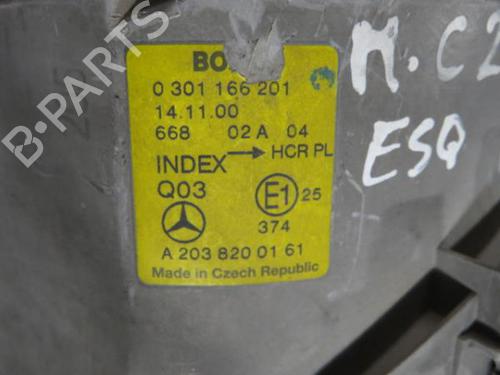 0 301 166 201
14.11.00
668 02 A 04
→ HCR PL
INDEX
Q03
E1 25
374
A 203 820 01 61
Made in Czech Republic
M. C2
ESQ
B-PARTS